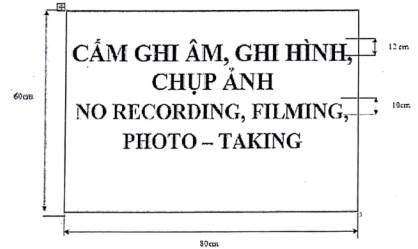 CẤM GHI ÂM, GHI HÌNH,
12 cm
CHỤP ẢNH
60cm
NO RECORDING, FILMING,
10cm
PHOTO – TAKING
80cm